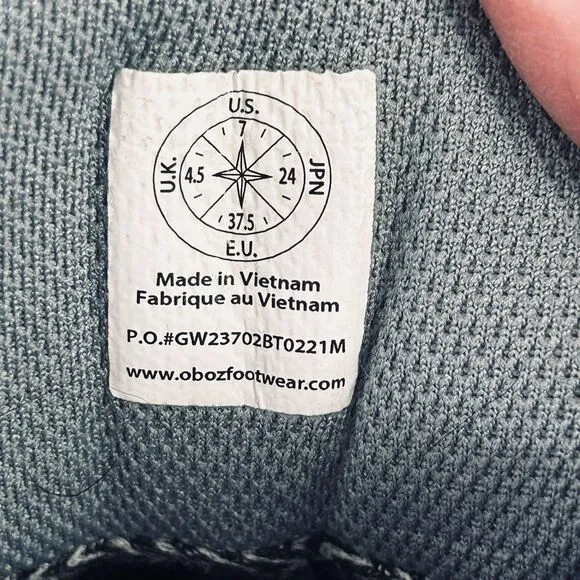 U.S.
7
U.K.
4.5
24
JPN
37.5
E.U.
Made in Vietnam
Fabrique au Vietnam
P.O.#GW23702BT0221M
www.obozfootwear.com